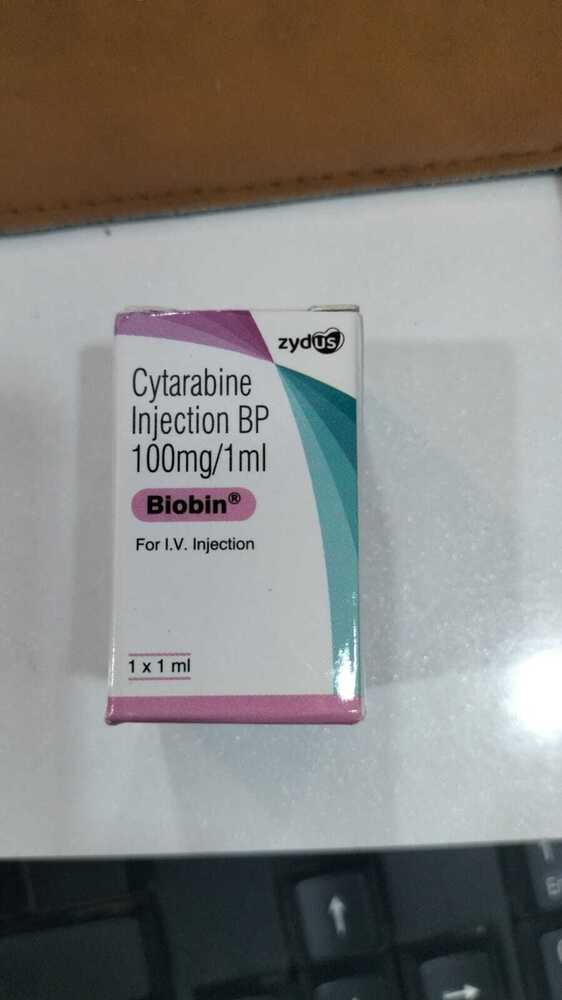 zydus
Cytarabine
Injection BP
100mg/1ml
Biobin®
For I.V. Injection
1 x 1 ml
↑
→